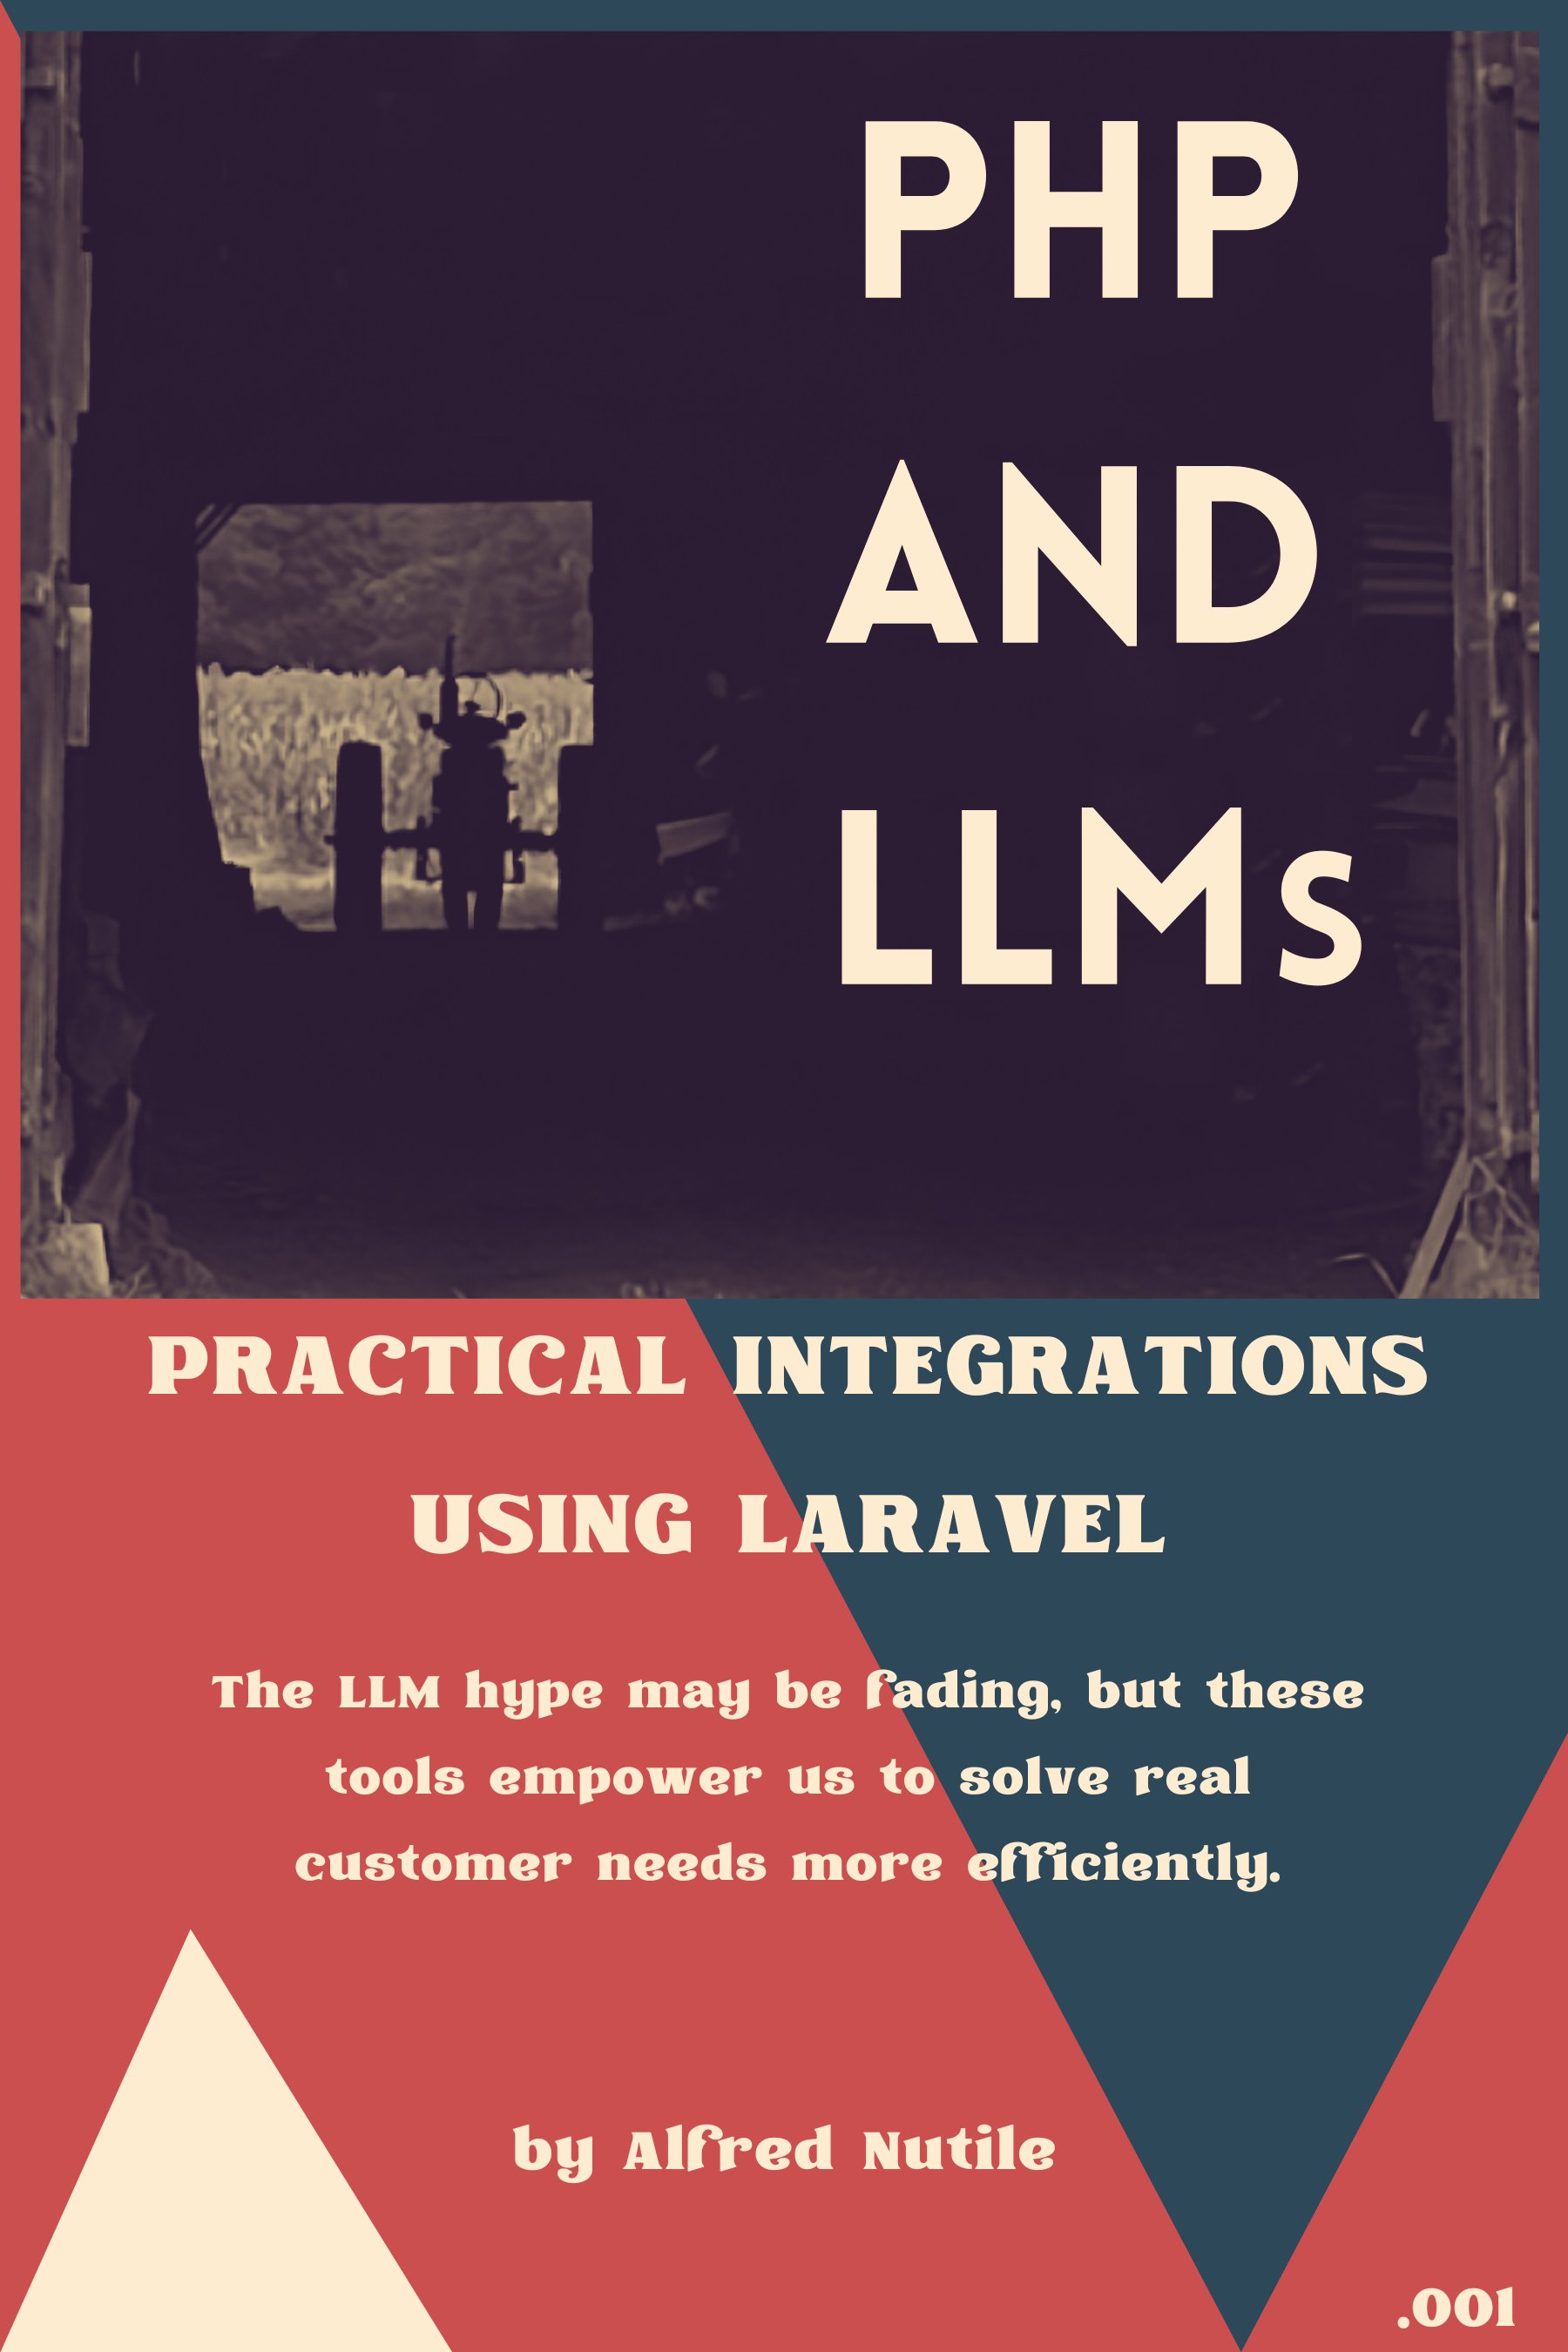 PHP
AND
LLMs
PRACTICAL INTEGRATIONS
USING LARAVEL
The LLM hype may be fading, but these
tools empower us to solve real
customer needs more efficiently.
by Alfred Nutile
.001